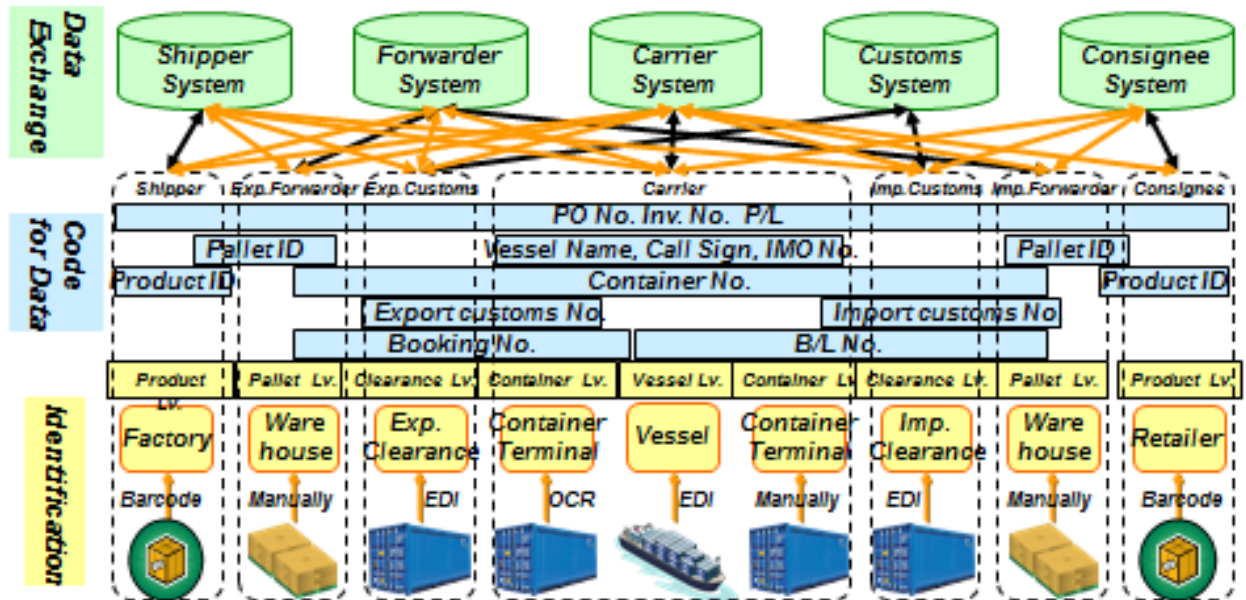 Data
Exchange
Shipper
System
Forwarder
System
Carrier
System
Customs
System
Consignee
System
Shipper
Exp.Forwarder
Exp.Customs
Carrier
Imp.Customs
Imp.Forwarder
Consignee
Code
for Data
PO No. Inv. No. P/L
Pallet ID
Vessel Name, Call Sign, IMO No.
Pallet ID
Product ID
Container No.
Product ID
Export customs No.
Import customs No
Booking No.
B/L No.
Identification
Product
Lv.
Pallet Lv.
Clearance Lv.
Container Lv.
Vessel Lv.
Container Lv
Clearance Lv.
Pallet Lv.
Product Lv.
Factory
Ware
house
Exp.
Clearance
Container
Terminal
Vessel
Container
Terminal
Imp.
Clearance
Ware
house
Retailer
Barcode
Manually
EDI
OCR
EDI
Manually
EDI
Manually
Barcode